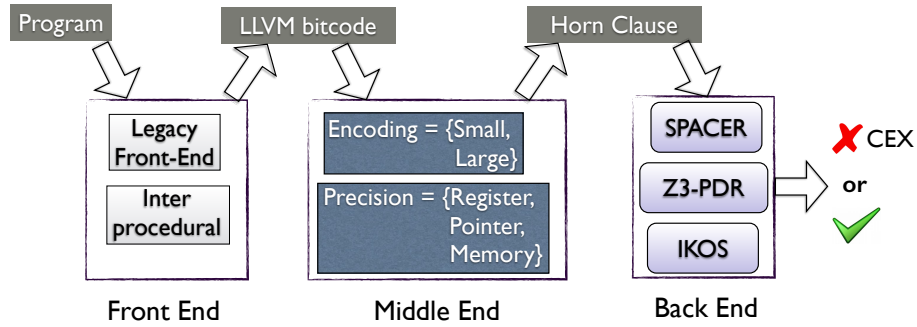 Program
LLVM bitcode
Horn Clause
Legacy
Front-End
Inter
procedural
Encoding = {Small,
Large}
Precision = {Register,
Pointer,
Memory}
SPACER
Z3-PDR
IKOS
CEX
or
Front End
Middle End
Back End